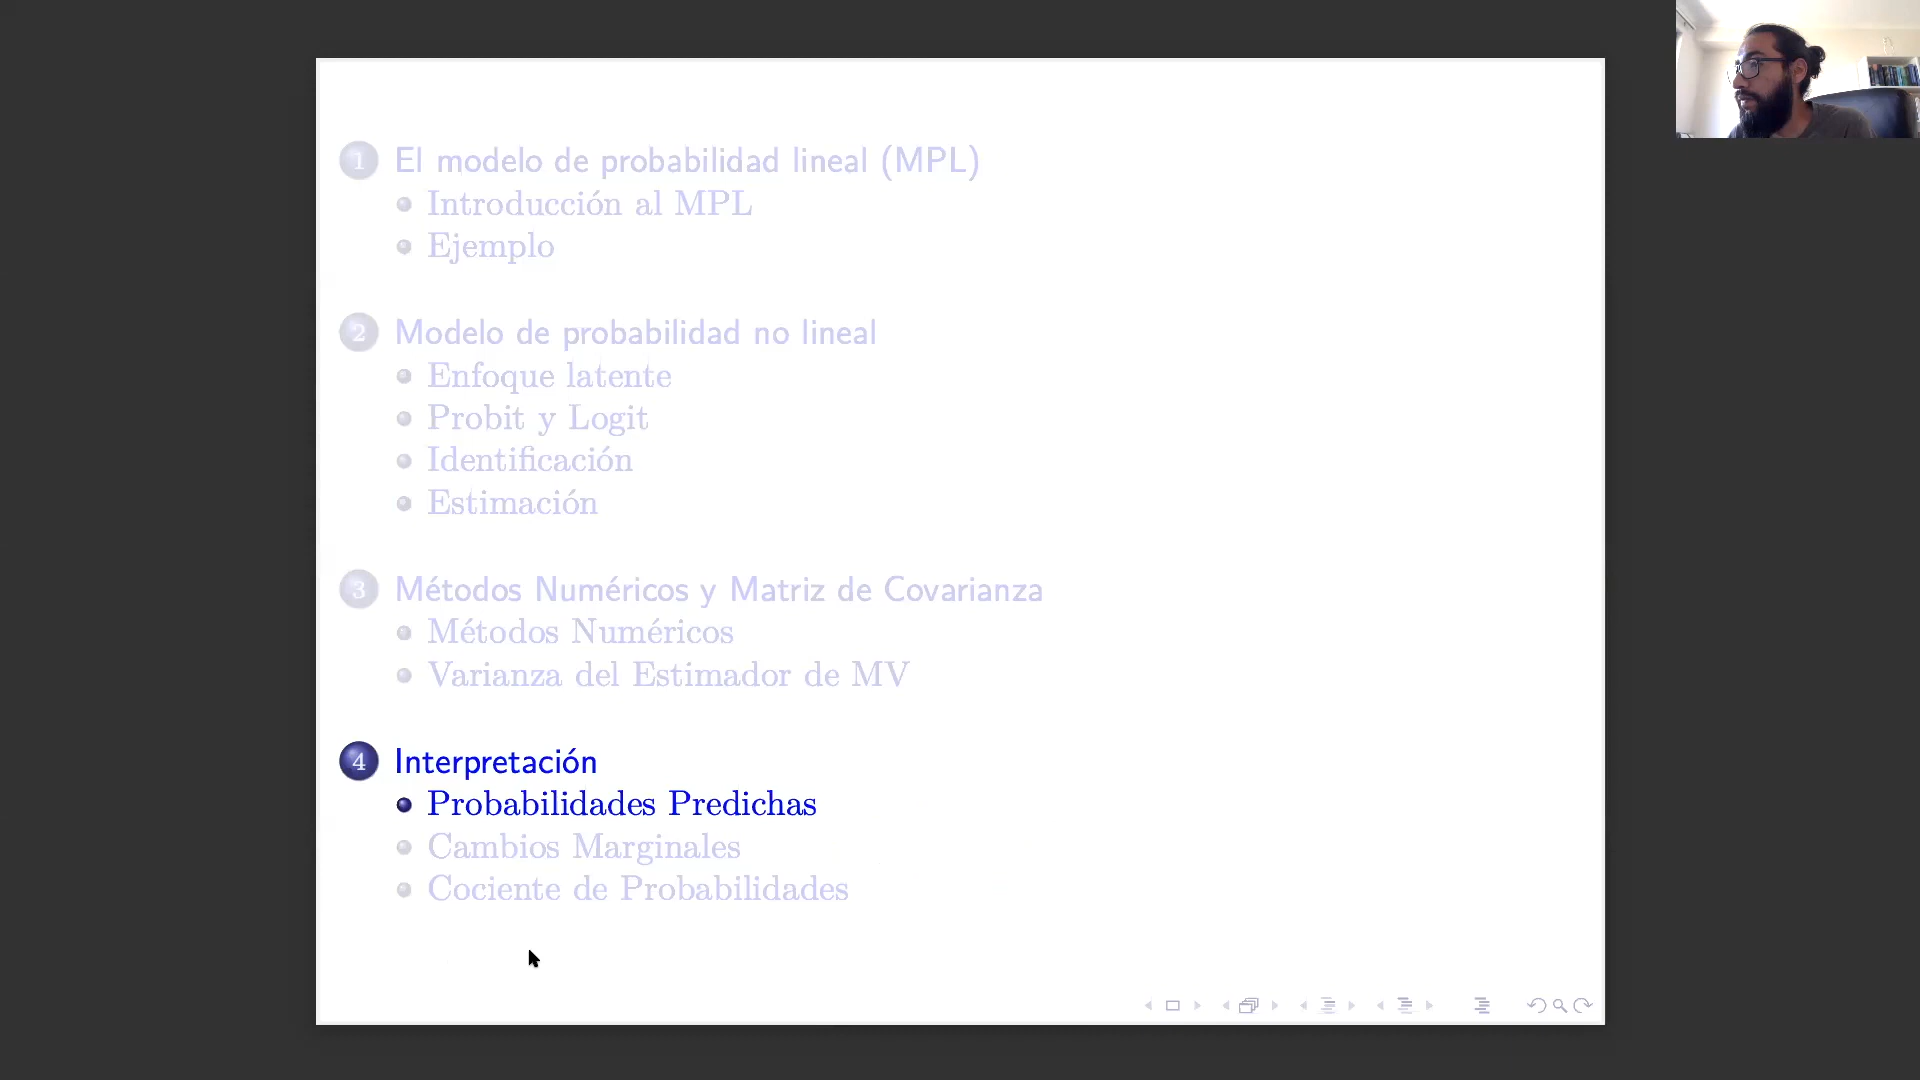 1 El modelo de probabilidad lineal (MPL)
Introducción al MPL
Ejemplo
2 Modelo de probabilidad no lineal
Enfoque latente
Probit y Logit
Identificación
Estimación
3 Métodos Numéricos y Matriz de Covarianza
Métodos Numéricos
Varianza del Estimador de MV
4 Interpretación
Probabilidades Predichas
Cambios Marginales
Cociente de Probabilidades